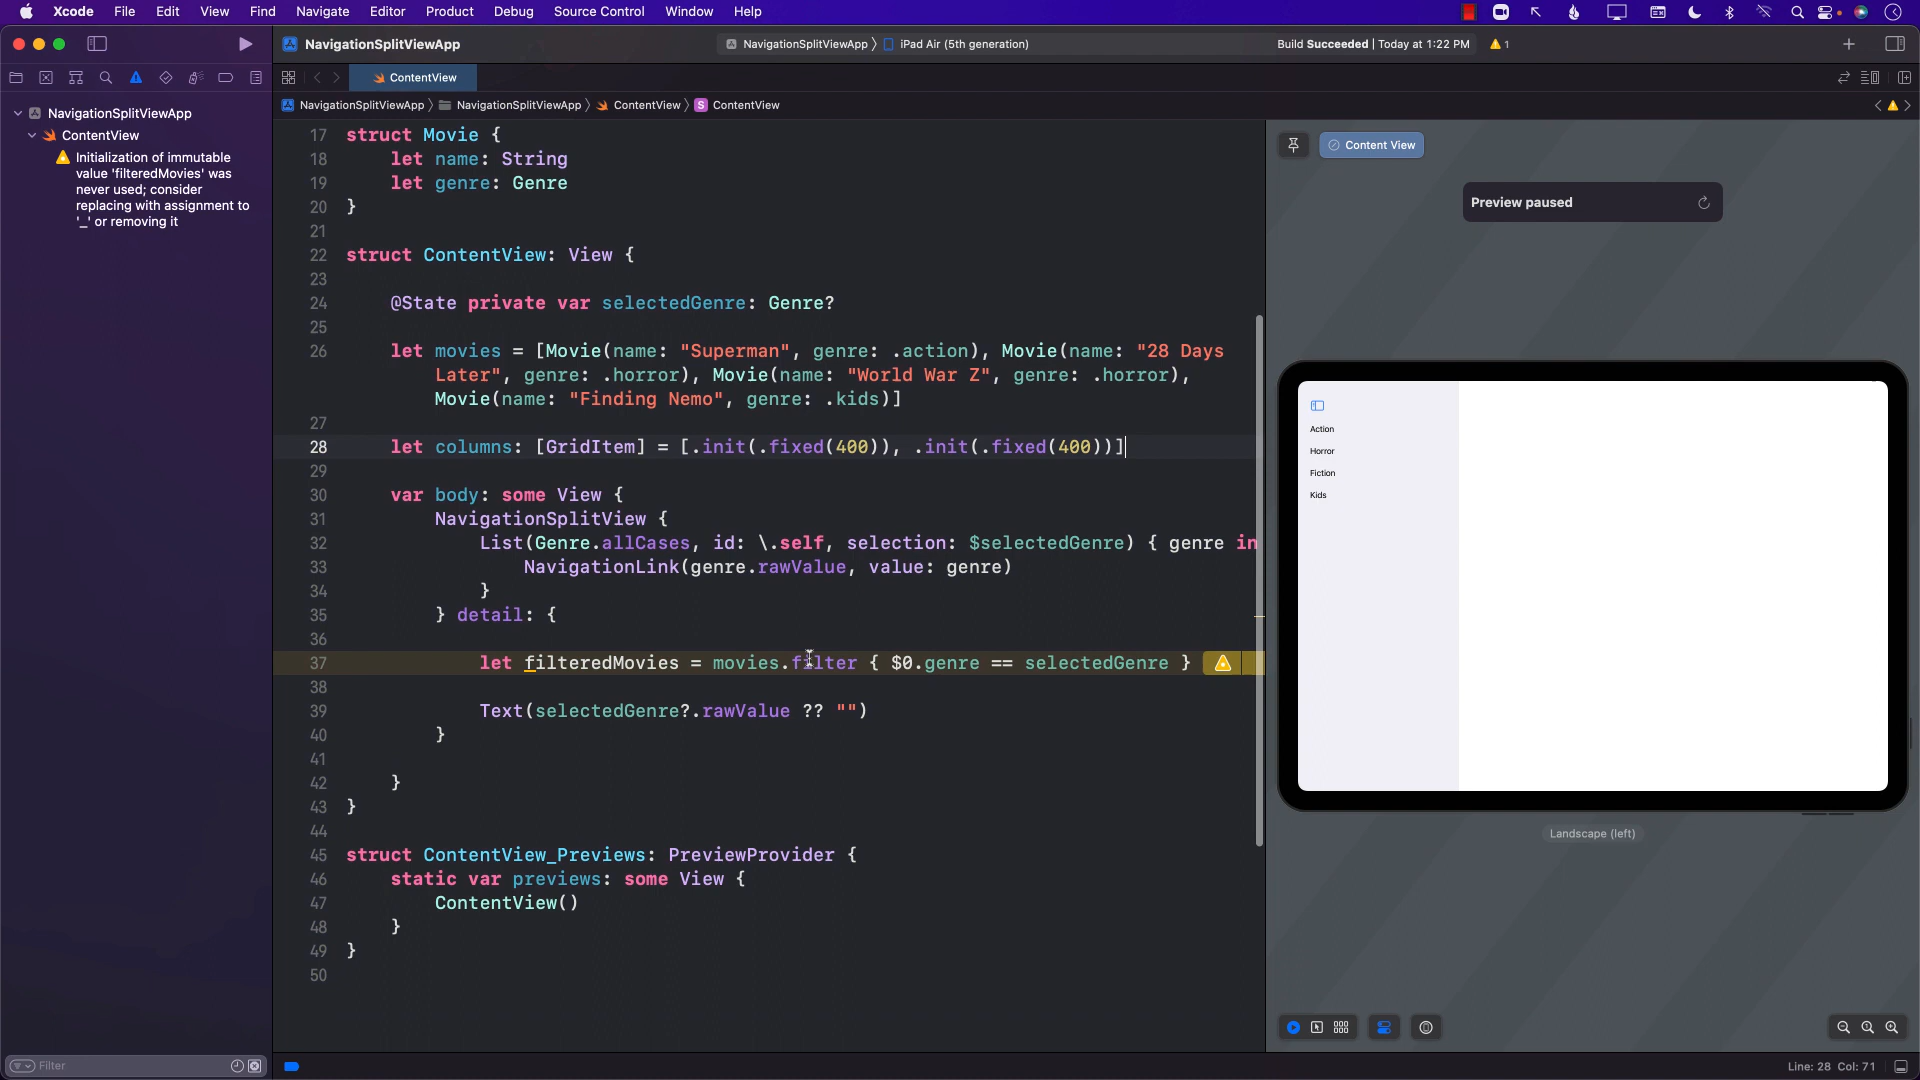 Xcode File Edit View Find Navigate Editor Product Debug Source Control Window Help
NavigationSplitViewApp
NavigationSplitViewApp 〉 iPad Air (5th generation)
Build Succeeded | Today at 1:22 PM
1
ContentView
NavigationSplitViewApp 〉 NavigationSplitViewApp 〉 ContentView 〉 S ContentView
NavigationSplitViewApp
ContentView
Initialization of immutable
value 'filteredMovies' was
never used; consider
replacing with assignment to
'_' or removing it
Filter
17 struct Movie {
18     let name: String
19     let genre: Genre
20 }
21
22 struct ContentView: View {
23
24     @State private var selectedGenre: Genre?
25
26     let movies = [Movie(name: "Superman", genre: .action), Movie(name: "28 Days
        Later", genre: .horror), Movie(name: "World War Z", genre: .horror),
        Movie(name: "Finding Nemo", genre: .kids)]
27
28     let columns: [GridItem] = [.init(.fixed(400)), .init(.fixed(400))]
29
30     var body: some View {
31         NavigationSplitView {
32             List(Genre.allCases, id: \.self, selection: $selectedGenre) { genre in
33                 NavigationLink(genre.rawValue, value: genre)
34             }
35         } detail: {
36
37             let filteredMovies = movies.filter { $0.genre == selectedGenre }
38
39             Text(selectedGenre?.rawValue ?? "")
40         }
41
42     }
43 }
44
45 struct ContentView_Previews: PreviewProvider {
46     static var previews: some View {
47         ContentView()
48     }
49 }
50
Content View
Preview paused
Action
Horror
Fiction
Kids
Landscape (left)
Line: 28 Col: 71